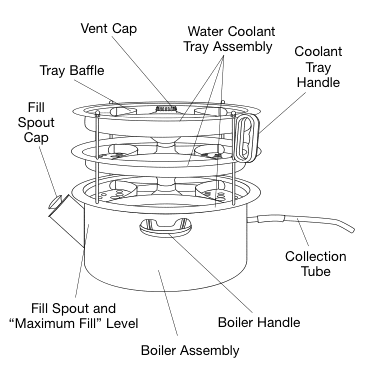 Vent Cap
Water Coolant
Tray Assembly
Coolant
Tray
Handle
Tray Baffle
Fill
Spout
Cap
Collection
Tube
Fill Spout and
“Maximum Fill” Level
Boiler Handle
Boiler Assembly